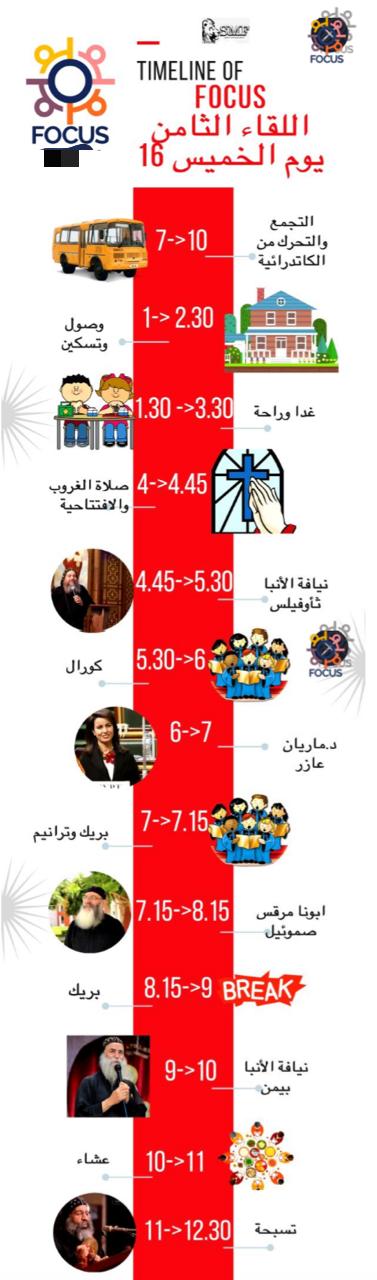 SMF
FOCUS
TIMELINE OF
FOCUS
FOCUS
اللقاء الثامن
يوم الخميس 16
7->10
التجمع
والتحرك من
الكاتدرائية
1-> 2.30
وصول
وتسكين
1.30 ->3.30
غدا وراحة
صلاة الغروب
والافتتاحية
4->4.45
4.45->5.30
نيافة الأنبا
ثأوفيلس
5.30->6
كورال
FOCUS
6->7
د.ماريان
عازر
7->7.15
بريك وترانيم
7.15->8.15
ابونا مرقس
صموئيل
8.15->9
BREAK
بريك
9->10
نيافة الأنبا
بيمن
10->11
عشاء
11->12.30
تسبحة